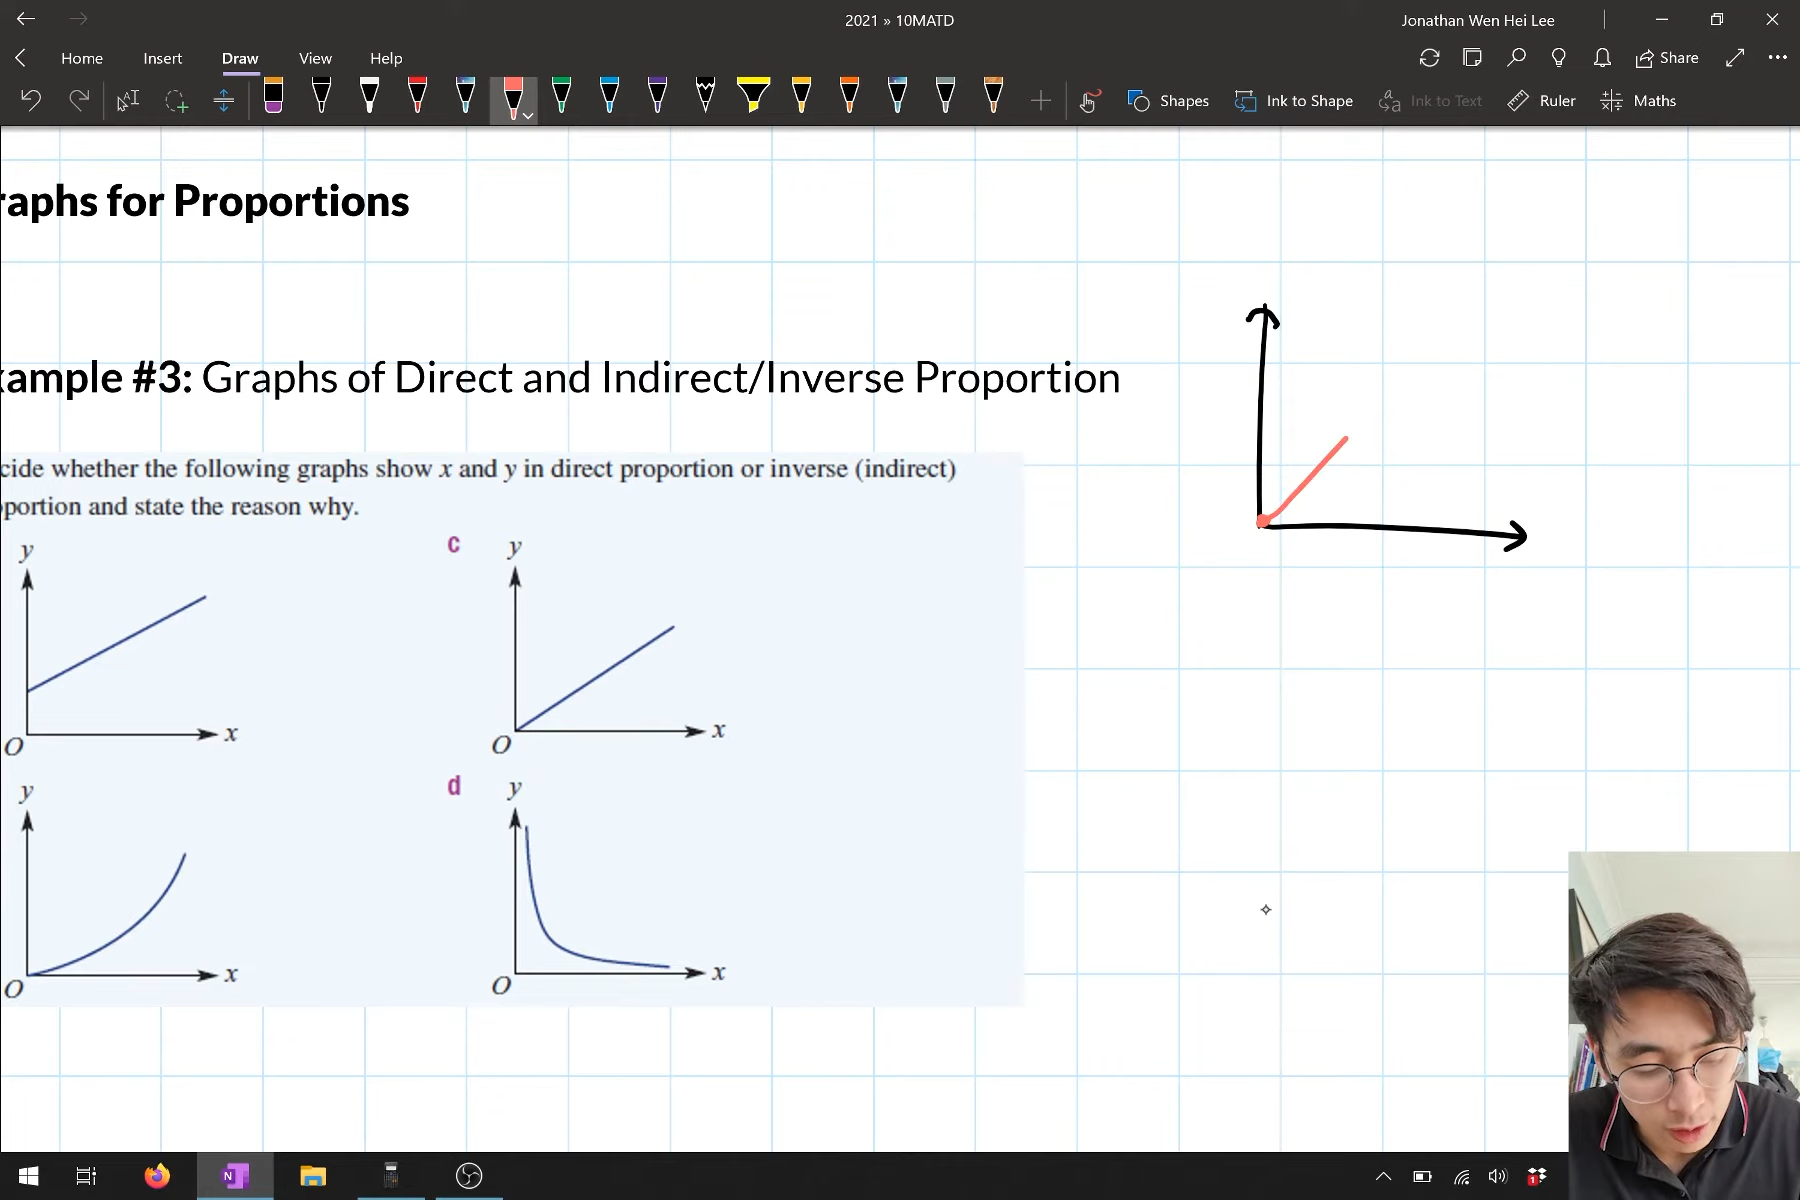 2021 » 10MATD
Jonathan Wen Hei Lee
Home Insert Draw View Help
Share
Shapes Ink to Shape Ink to Text Ruler Maths
raphs for Proportions
xample #3: Graphs of Direct and Indirect/Inverse Proportion
cide whether the following graphs show x and y in direct proportion or inverse (indirect)
portion and state the reason why.
y
c y
O x
O x
y
d y
O x
O x
N
1